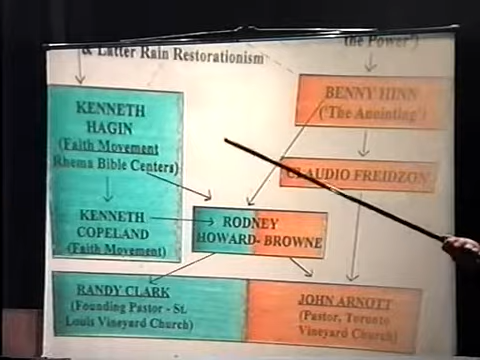 & Latter Rain Restorationism
the Power')
KENNETH
HAGIN
(Faith Movement
Rhema Bible Centers)
BENNY HINN
('The Anointing')
CLAUDIO FREIDZON
KENNETH
COPELAND
(Faith Movement)
RODNEY
HOWARD-BROWNE
RANDY CLARK
(Founding Pastor - St.
Louis Vineyard Church)
JOHN ARNOTT
(Pastor, Toronto
Vineyard Church)